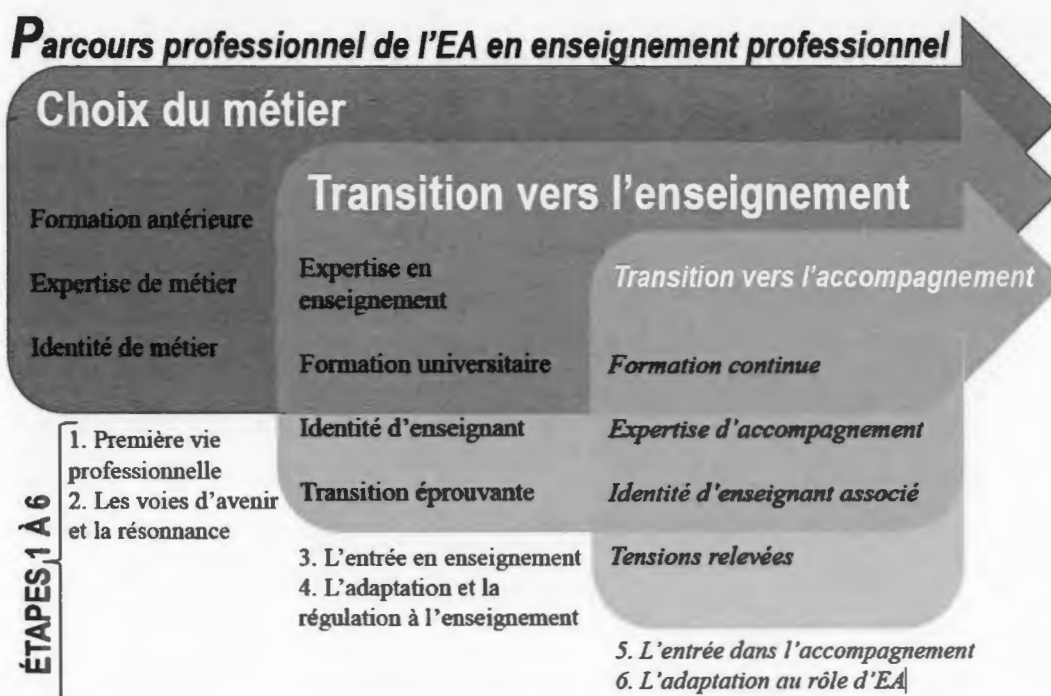 Parcours professionnel de l'EA en enseignement professionnel
Choix du métier
Formation antérieure
Expertise de métier
Identité de métier
Transition vers l'enseignement
Expertise en
enseignement
Formation universitaire
Identité d'enseignant
Transition éprouvante
Transition vers l'accompagnement
Formation continue
Expertise d'accompagnement
Identité d'enseignant associé
Tensions relevées
ÉTAPES 1 À 6
1. Première vie
professionnelle
2. Les voies d'avenir
et la résonnance
3. L'entrée en enseignement
4. L'adaptation et la
régulation à l'enseignement
5. L'entrée dans l'accompagnement
6. L'adaptation au rôle d'EA